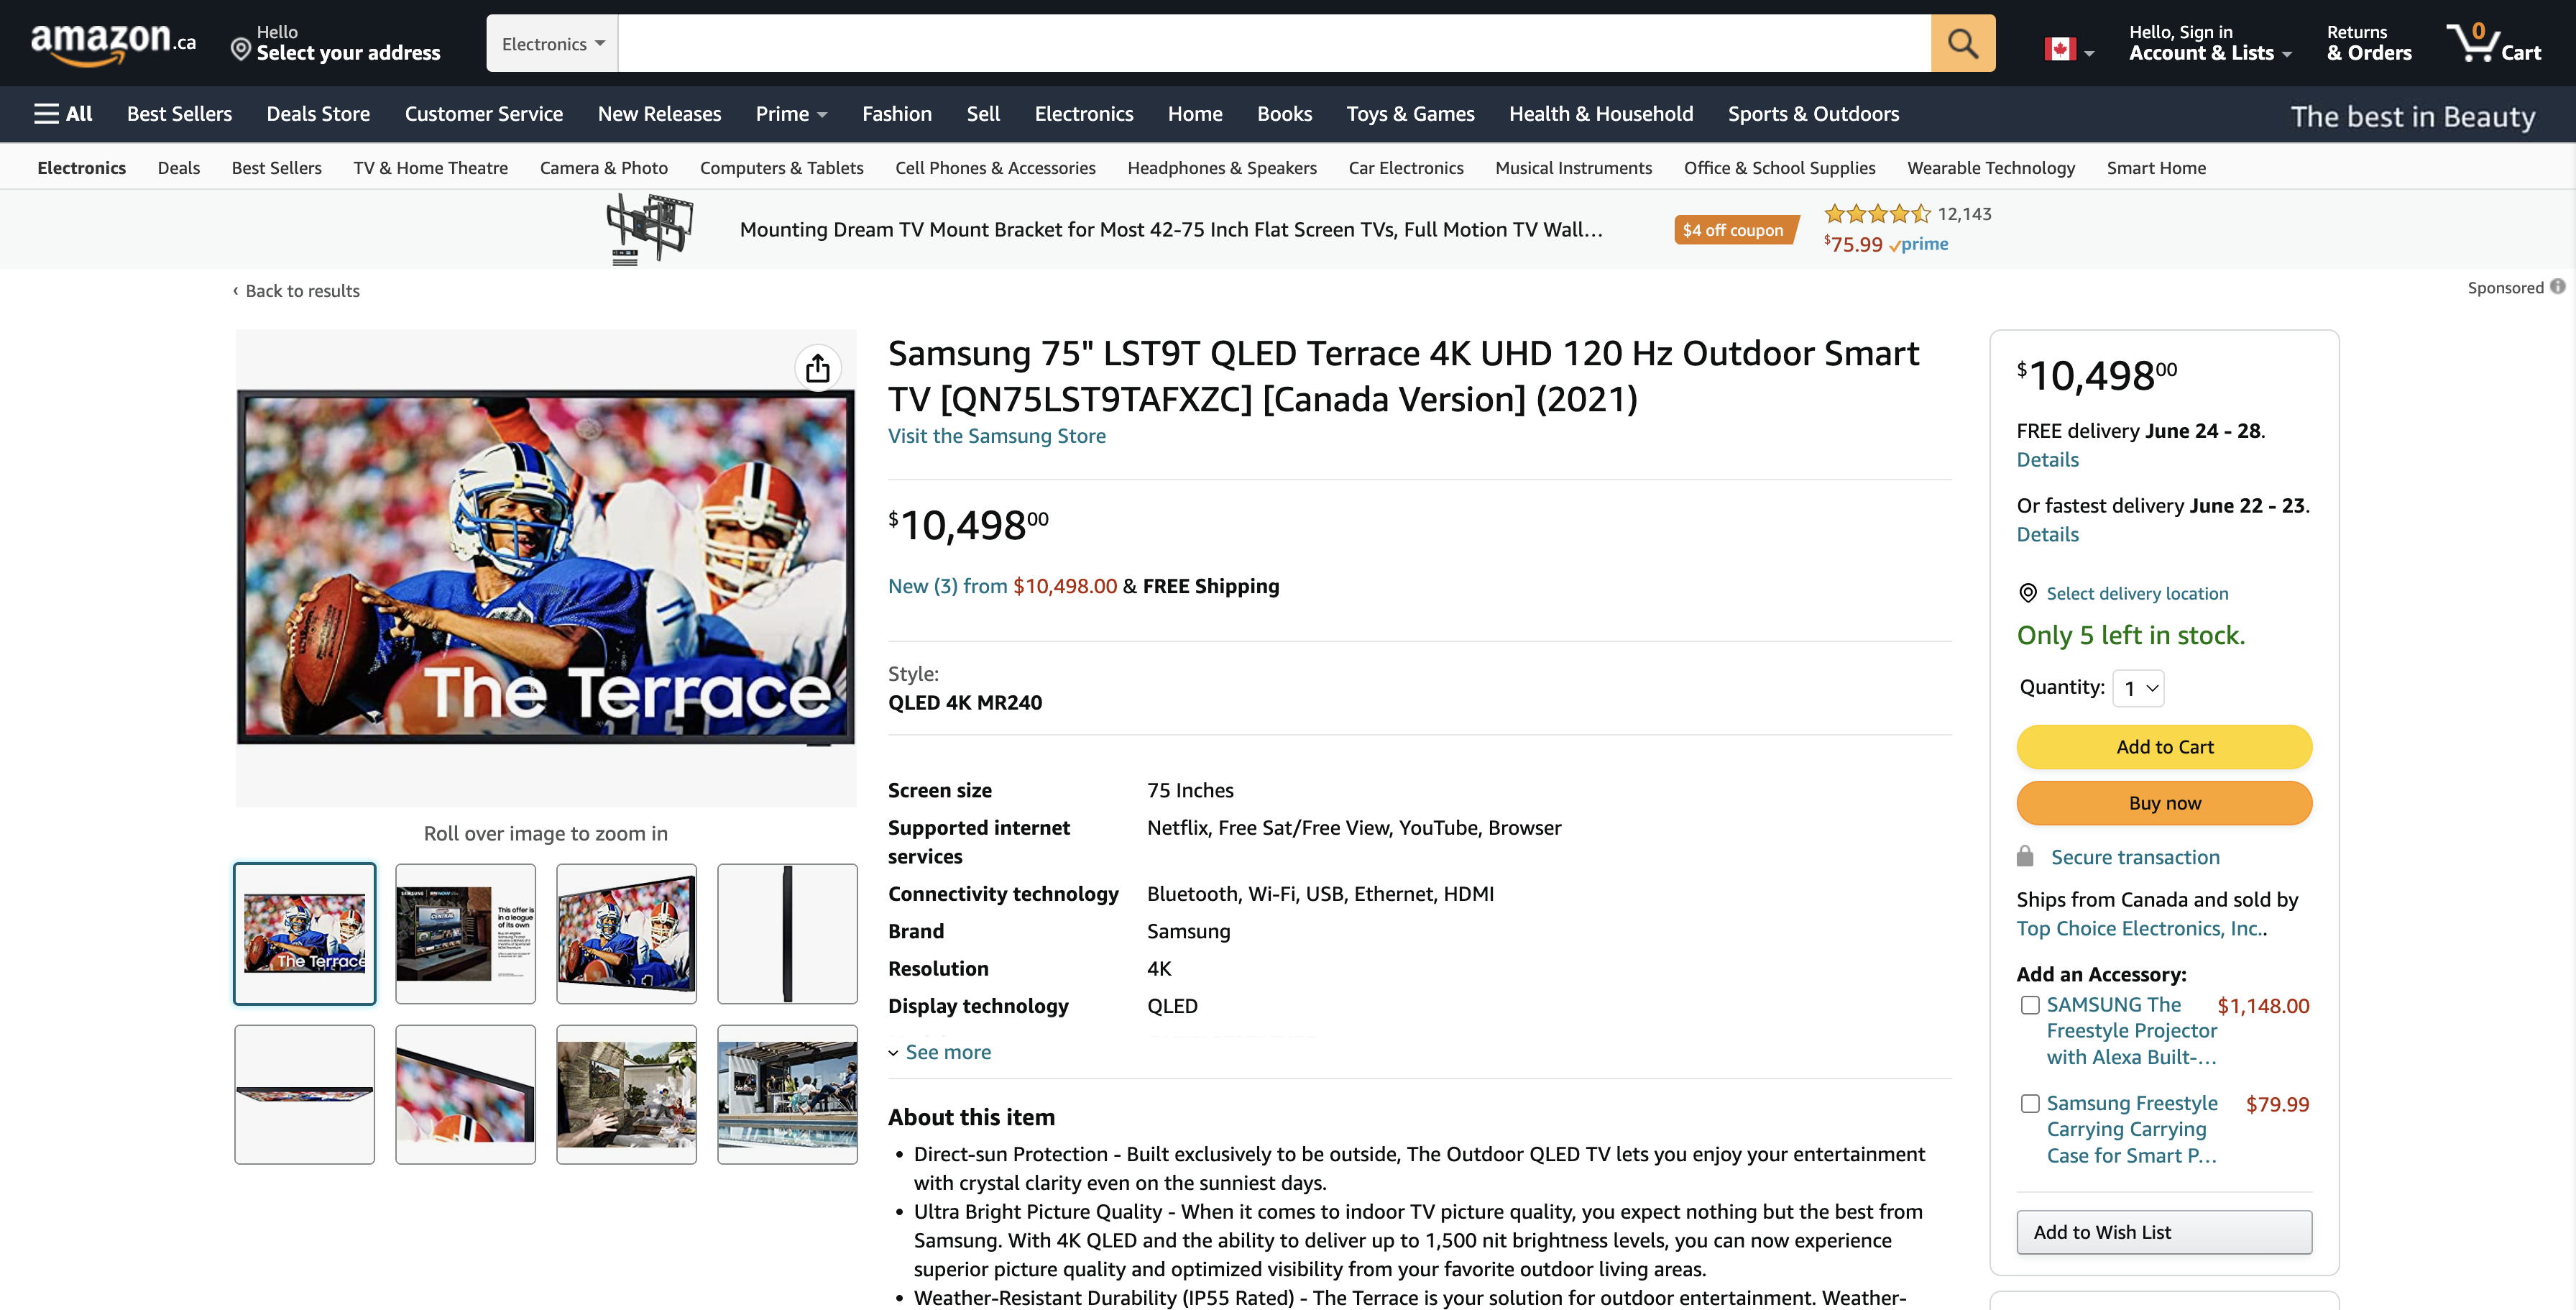 amazon.ca
Hello
Select your address
Electronics
Hello, Sign in
Account & Lists
Returns
& Orders
0
Cart
All
Best Sellers
Deals Store
Customer Service
New Releases
Prime
Fashion
Sell
Electronics
Home
Books
Toys & Games
Health & Household
Sports & Outdoors
The best in Beauty
Electronics
Deals
Best Sellers
TV & Home Theatre
Camera & Photo
Computers & Tablets
Cell Phones & Accessories
Headphones & Speakers
Car Electronics
Musical Instruments
Office & School Supplies
Wearable Technology
Smart Home
Mounting Dream TV Mount Bracket for Most 42-75 Inch Flat Screen TVs, Full Motion TV Wall...
$4 off coupon
12,143
$75.99 prime
‹ Back to results
Sponsored
The Terrace
Roll over image to zoom in
SAMSUNG
This offer is
in a league
of its own
The Terrace
Samsung 75" LST9T QLED Terrace 4K UHD 120 Hz Outdoor Smart
TV [QN75LST9TAFXZC] [Canada Version] (2021)
Visit the Samsung Store
$10,49800
New (3) from $10,498.00 & FREE Shipping
Style:
QLED 4K MR240
Screen size 75 Inches
Supported internet Netflix, Free Sat/Free View, YouTube, Browser
services
Connectivity technology Bluetooth, Wi-Fi, USB, Ethernet, HDMI
Brand Samsung
Resolution 4K
Display technology QLED
See more
About this item
• Direct-sun Protection - Built exclusively to be outside, The Outdoor QLED TV lets you enjoy your entertainment
with crystal clarity even on the sunniest days.
• Ultra Bright Picture Quality - When it comes to indoor TV picture quality, you expect nothing but the best from
Samsung. With 4K QLED and the ability to deliver up to 1,500 nit brightness levels, you can now experience
superior picture quality and optimized visibility from your favorite outdoor living areas.
• Weather-Resistant Durability (IP55 Rated) - The Terrace is your solution for outdoor entertainment. Weather-
$10,49800
FREE delivery June 24 - 28.
Details
Or fastest delivery June 22 - 23.
Details
Select delivery location
Only 5 left in stock.
Quantity: 1
Add to Cart
Buy now
Secure transaction
Ships from Canada and sold by
Top Choice Electronics, Inc..
Add an Accessory:
SAMSUNG The $1,148.00
Freestyle Projector
with Alexa Built-...
Samsung Freestyle $79.99
Carrying Carrying
Case for Smart P...
Add to Wish List